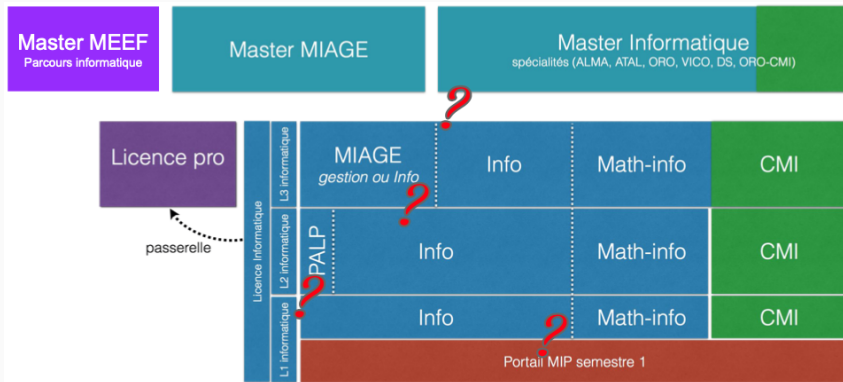 Master MEEF
Parcours informatique
Master MIAGE
Master Informatique
spécialités (ALMA, ATAL, ORO, VICO, DS, ORO-CMI)
?
Licence pro
passerelle
Licence Informatique
L3 informatique
MIAGE
gestion ou Info
Info
Math-info
CMI
?
L2 informatique
PALP
Info
Math-info
CMI
?
L1 informatique
Info
Math-info
CMI
?
Portail MIP semestre 1